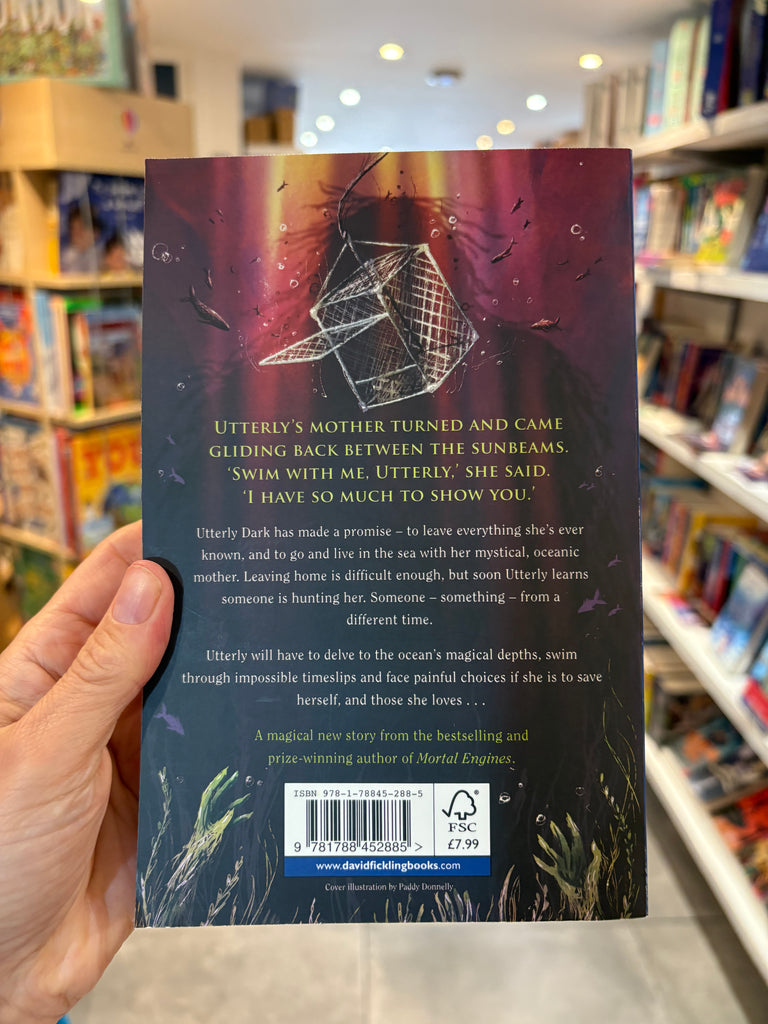 UTTERLY'S MOTHER TURNED AND CAME
GLIDING BACK BETWEEN THE SUNBEAMS.
'SWIM WITH ME, UTTERLY,' SHE SAID.
'I HAVE SO MUCH TO SHOW YOU.'
Utterly Dark has made a promise – to leave everything she's ever
known, and to go and live in the sea with her mystical, oceanic
mother. Leaving home is difficult enough, but soon Utterly learns
someone is hunting her. Someone – something – from a
different time.
Utterly will have to delve to the ocean's magical depths, swim
through impossible timeslips and face painful choices if she is to save
herself, and those she loves . . .
A magical new story from the bestselling and
prize-winning author of Mortal Engines.
ISBN 978-1-78845-288-5
9 781788 452885 >
®
FSC
£7.99
www.davidficklingbooks.com
Cover illustration by Paddy Donnelly